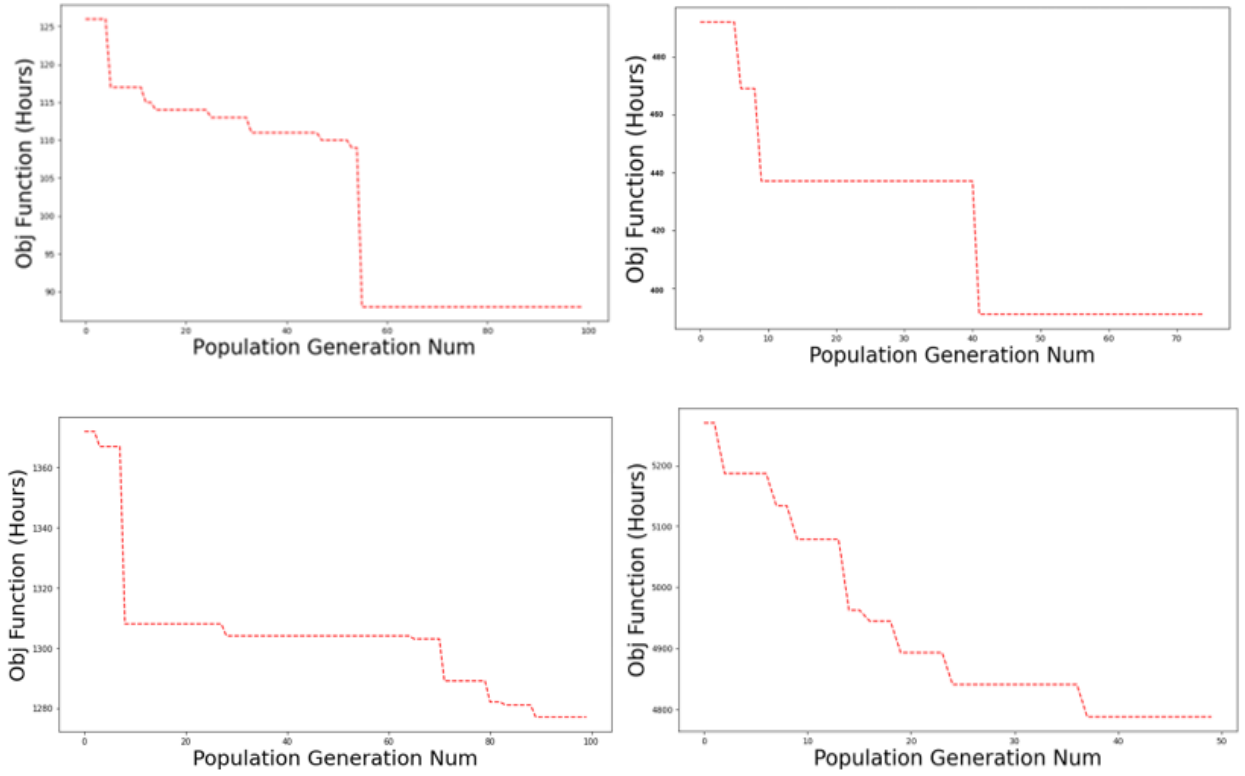 125
120
115
110
105
100
95
90
Obj Function (Hours)
0 20 40 60 80 100
Population Generation Num
480
460
440
420
400
Obj Function (Hours)
0 10 20 30 40 50 60 70
Population Generation Num
1360
1340
1320
1300
1280
Obj Function (Hours)
0 20 40 60 80 100
Population Generation Num
5200
5100
5000
4900
4800
Obj Function (Hours)
0 10 20 30 40 50
Population Generation Num